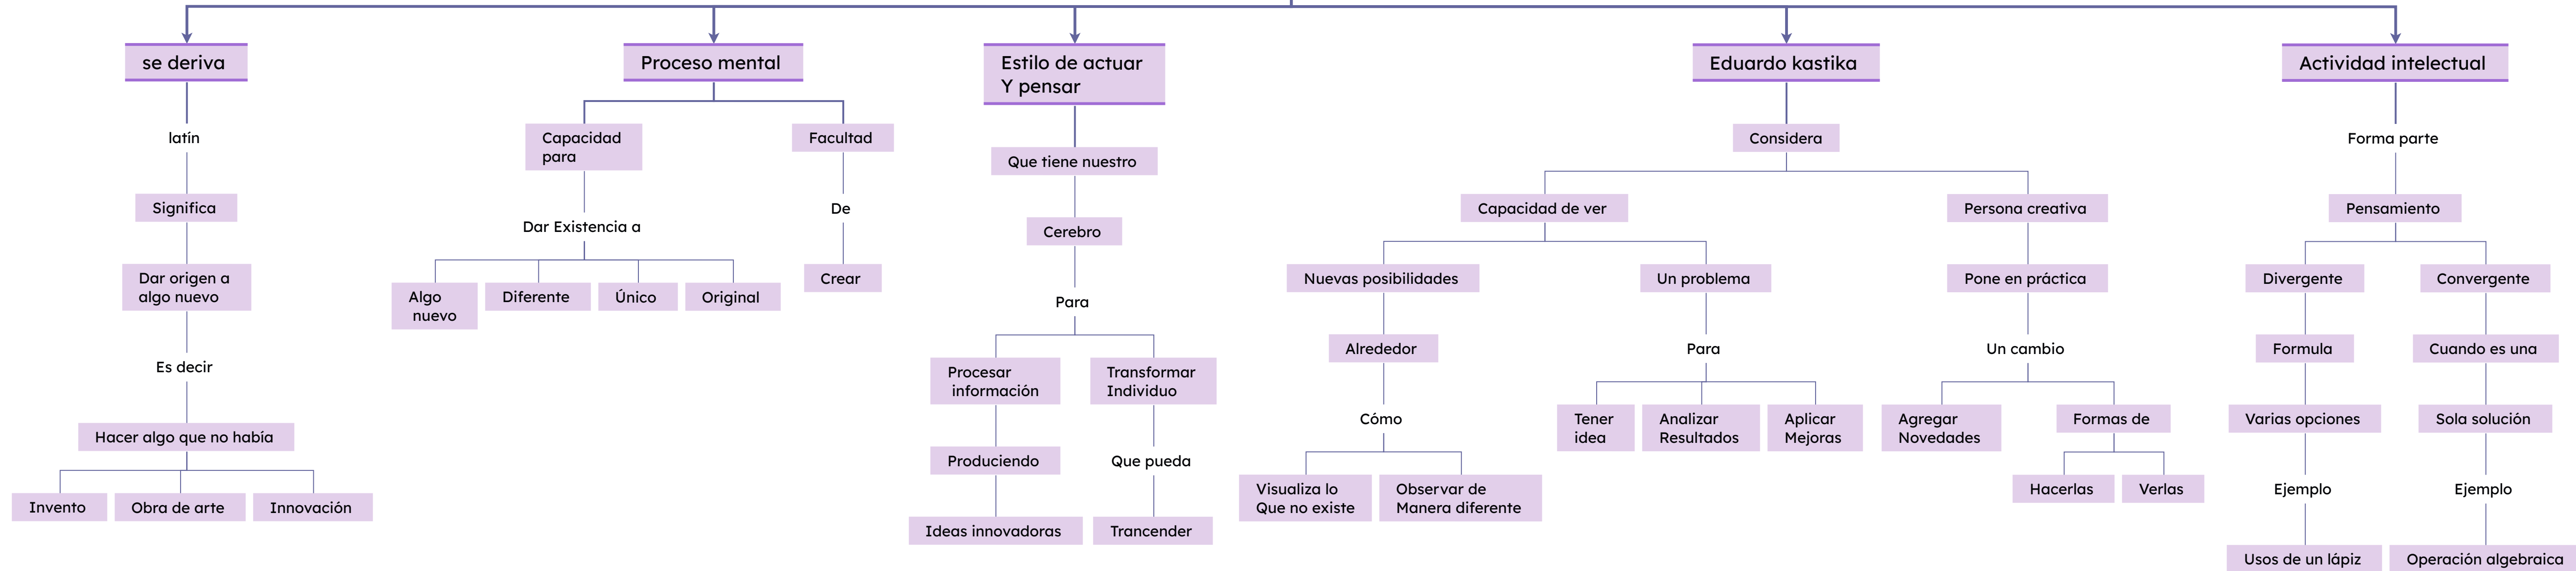 se deriva
latín
Significa
Dar origen a
algo nuevo
Es decir
Hacer algo que no había
Invento
Obra de arte
Innovación
Proceso mental
Capacidad
para
Dar Existencia a
Algo
nuevo
Diferente
Único
Original
Facultad
De
Crear
Estilo de actuar
Y pensar
Que tiene nuestro
Cerebro
Para
Procesar
información
Produciendo
Ideas innovadoras
Transformar
Individuo
Que pueda
Trancender
Eduardo kastika
Considera
Capacidad de ver
Nuevas posibilidades
Alrededor
Cómo
Visualiza lo
Que no existe
Observar de
Manera diferente
Un problema
Para
Tener
idea
Analizar
Resultados
Aplicar
Mejoras
Persona creativa
Pone en práctica
Un cambio
Agregar
Novedades
Formas de
Hacerlas
Verlas
Actividad intelectual
Forma parte
Pensamiento
Divergente
Formula
Varias opciones
Ejemplo
Usos de un lápiz
Convergente
Cuando es una
Sola solución
Ejemplo
Operación algebraica